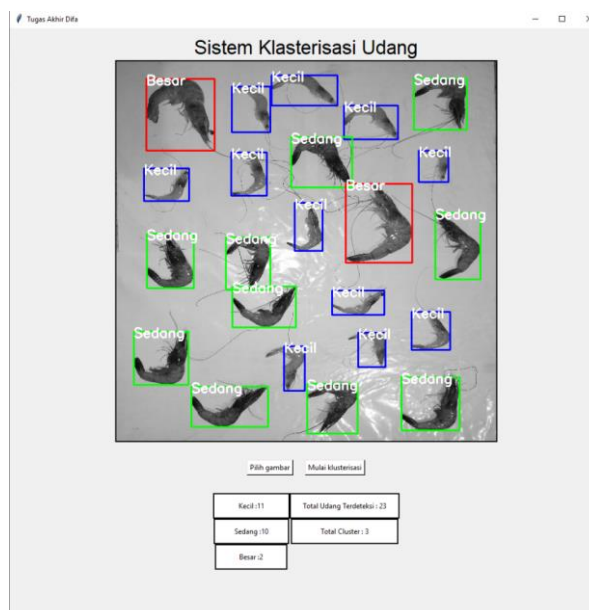 Tugas Akhir Difa
Sistem Klasterisasi Udang
Besar
Kecil
Kecil
Sedang
Kecil
Sedang
Kecil
Kecil
Kecil
Besar
Kecil
Sedang
Sedang
Sedang
Sedang
Kecil
Kecil
Sedang
Kecil
Kecil
Sedang
Sedang
Sedang
Pilih gambar
Mulai klusterisasi
Kecil :11
Total Udang Terdeteksi : 23
Sedang :10
Total Cluster : 3
Besar :2